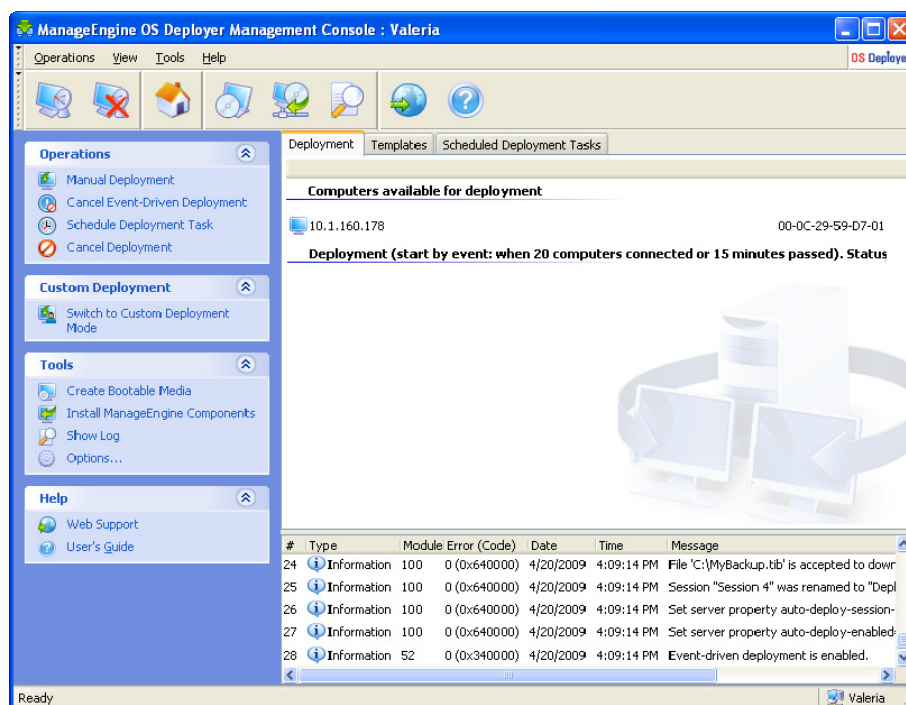 ManageEngine OS Deployer Management Console : Valeria
Operations View Tools Help
OS Deploye
Deployment Templates Scheduled Deployment Tasks
Operations
Manual Deployment
Cancel Event-Driven Deployment
Schedule Deployment Task
Cancel Deployment
Custom Deployment
Switch to Custom Deployment
Mode
Tools
Create Bootable Media
Install ManageEngine Components
Show Log
Options...
Help
Web Support
User's Guide
Computers available for deployment
10.1.160.178 00-0C-29-59-D7-01
Deployment (start by event: when 20 computers connected or 15 minutes passed). Status
# Type Module Error (Code) Date Time Message
24 Information 100 0 (0x640000) 4/20/2009 4:09:14 PM File 'C:\MyBackup.tib' is accepted to down
25 Information 100 0 (0x640000) 4/20/2009 4:09:14 PM Session "Session 4" was renamed to "Depl
26 Information 100 0 (0x640000) 4/20/2009 4:09:14 PM Set server property auto-deploy-session-
27 Information 100 0 (0x640000) 4/20/2009 4:09:14 PM Set server property auto-deploy-enabled
28 Information 52 0 (0x340000) 4/20/2009 4:09:14 PM Event-driven deployment is enabled.
Ready Valeria